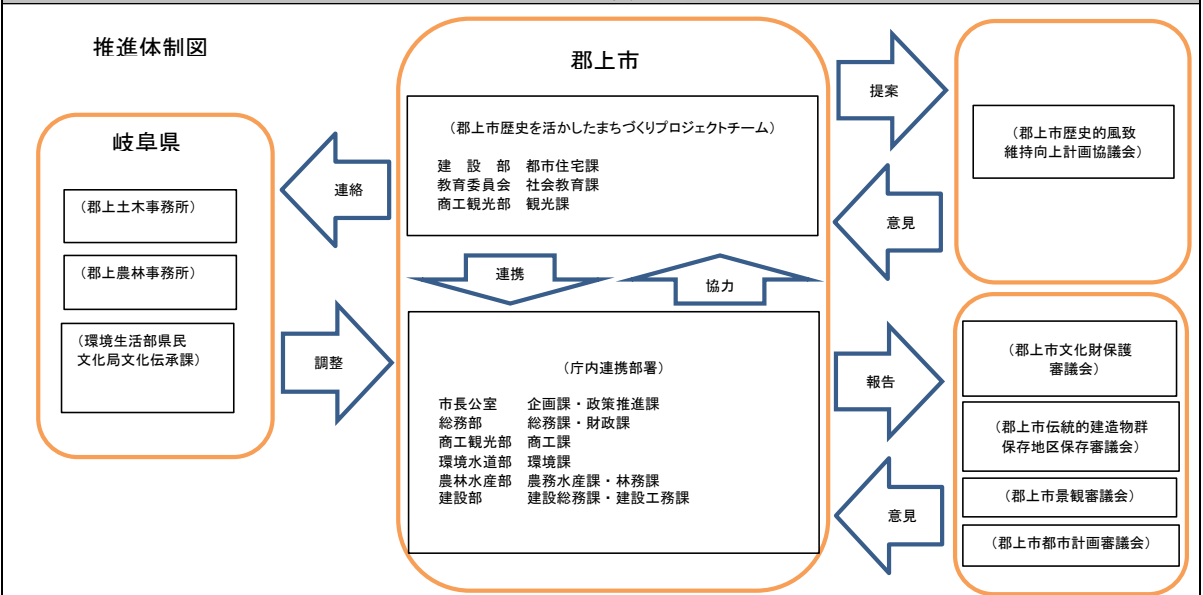 推進体制図
岐阜県
(郡上土木事務所)
(郡上農林事務所)
(環境生活部県民
文化局文化伝承課)
連絡
調整
郡上市
(郡上市歴史を活かしたまちづくりプロジェクトチーム)
建 設 部 都市住宅課
教育委員会 社会教育課
商工観光部 観光課
連携
協力
(庁内連携部署)
市長公室 企画課・政策推進課
総務部 総務課・財政課
商工観光部 商工課
環境水道部 環境課
農林水産部 農務水産課・林務課
建設部 建設総務課・建設工務課
提案
意見
(郡上市歴史的風致
維持向上計画協議会)
報告
意見
(郡上市文化財保護
審議会)
(郡上市伝統的建造物群
保存地区保存審議会)
(郡上市景観審議会)
(郡上市都市計画審議会)